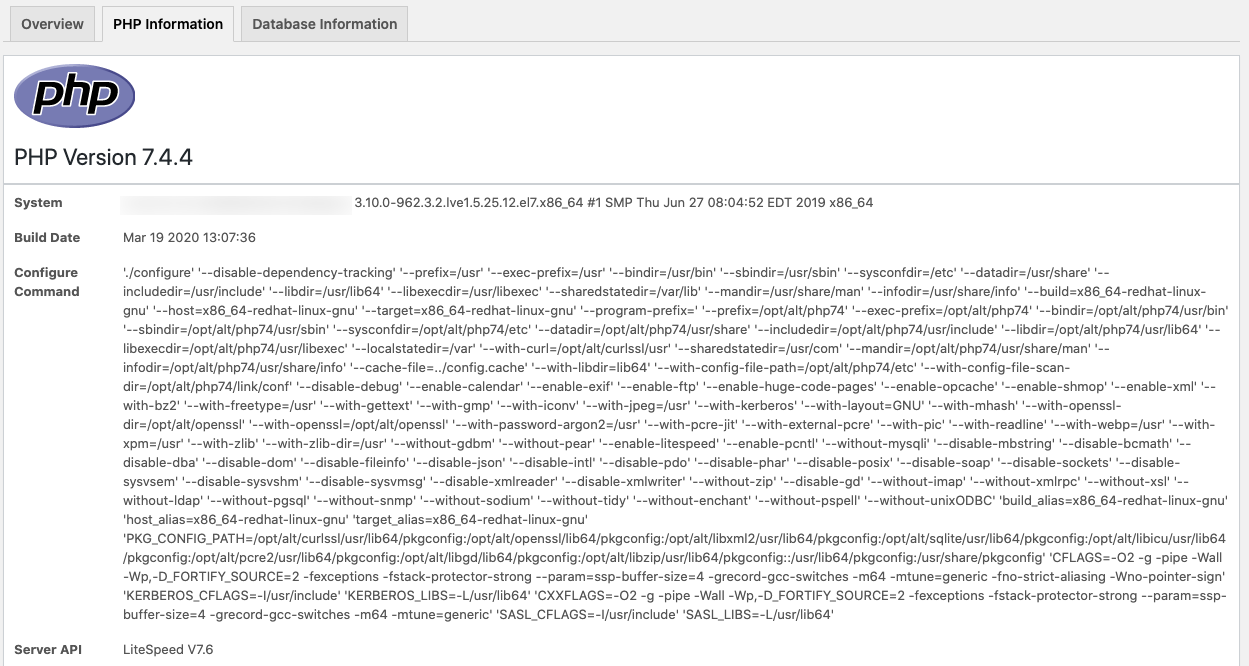 Overview
PHP Information
Database Information
php
PHP Version 7.4.4
System
3.10.0-962.3.2.lve1.5.25.12.el7.x86_64 #1 SMP Thu Jun 27 08:04:52 EDT 2019 x86_64
Build Date
Mar 19 2020 13:07:36
Configure
Command
'./configure' '--disable-dependency-tracking' '--prefix=/usr' '--exec-prefix=/usr' '--bindir=/usr/bin' '--sbindir=/usr/sbin' '--sysconfdir=/etc' '--datadir=/usr/share' '--
includedir=/usr/include' '--libdir=/usr/lib64' '--libexecdir=/usr/libexec' '--sharedstatedir=/var/lib' '--mandir=/usr/share/man' '--infodir=/usr/share/info' '--build=x86_64-redhat-linux-
gnu' '--host=x86_64-redhat-linux-gnu' '--target=x86_64-redhat-linux-gnu' '--program-prefix=' '--prefix=/opt/alt/php74' '--exec-prefix=/opt/alt/php74' '--bindir=/opt/alt/php74/usr/bin'
'--sbindir=/opt/alt/php74/usr/sbin' '--sysconfdir=/opt/alt/php74/etc' '--datadir=/opt/alt/php74/usr/share' '--includedir=/opt/alt/php74/usr/include' '--libdir=/opt/alt/php74/usr/lib64' '--
libexecdir=/opt/alt/php74/usr/libexec' '--localstatedir=/var' '--with-curl=/opt/alt/curlssl/usr' '--sharedstatedir=/usr/com' '--mandir=/opt/alt/php74/usr/share/man' '--
infodir=/opt/alt/php74/usr/share/info' '--cache-file=../config.cache' '--with-libdir=lib64' '--with-config-file-path=/opt/alt/php74/etc' '--with-config-file-scan-
dir=/opt/alt/php74/link/conf' '--disable-debug' '--enable-calendar' '--enable-exif' '--enable-ftp' '--enable-huge-code-pages' '--enable-opcache' '--enable-shmop' '--enable-xml' '--
with-bz2' '--with-freetype=/usr' '--with-gettext' '--with-gmp' '--with-iconv' '--with-jpeg=/usr' '--with-kerberos' '--with-layout=GNU' '--with-mhash' '--with-openssl-
dir=/opt/alt/openssl' '--with-openssl=/opt/alt/openssl' '--with-password-argon2=/usr' '--with-pcre-jit' '--with-external-pcre' '--with-pic' '--with-readline' '--with-webp=/usr' '--with-
xpm=/usr' '--with-zlib' '--with-zlib-dir=/usr' '--without-gdbm' '--without-pear' '--enable-litespeed' '--enable-pcntl' '--without-mysqli' '--disable-mbstring' '--disable-bcmath' '--
disable-dba' '--disable-dom' '--disable-fileinfo' '--disable-json' '--disable-intl' '--disable-pdo' '--disable-phar' '--disable-posix' '--disable-soap' '--disable-sockets' '--disable-
sysvsem' '--disable-sysvshm' '--disable-sysvmsg' '--disable-xmlreader' '--disable-xmlwriter' '--without-zip' '--disable-gd' '--without-imap' '--without-xmlrpc' '--without-xsl' '--
without-ldap' '--without-pgsql' '--without-snmp' '--without-sodium' '--without-tidy' '--without-enchant' '--without-pspell' '--without-unixODBC' 'build_alias=x86_64-redhat-linux-gnu'
'host_alias=x86_64-redhat-linux-gnu' 'target_alias=x86_64-redhat-linux-gnu'
'PKG_CONFIG_PATH=/opt/alt/curlssl/usr/lib64/pkgconfig:/opt/alt/openssl/lib64/pkgconfig:/opt/alt/libxml2/usr/lib64/pkgconfig:/opt/alt/sqlite/usr/lib64/pkgconfig:/opt/alt/libicu/usr/lib64
/pkgconfig:/opt/alt/pcre2/usr/lib64/pkgconfig:/opt/alt/libgd/lib64/pkgconfig:/opt/alt/libzip/usr/lib64/pkgconfig::/usr/lib64/pkgconfig:/usr/share/pkgconfig' 'CFLAGS=-O2 -g -pipe -Wall
-Wp,-D_FORTIFY_SOURCE=2 -fexceptions -fstack-protector-strong --param=ssp-buffer-size=4 -grecord-gcc-switches -m64 -mtune=generic -fno-strict-aliasing -Wno-pointer-sign'
'KERBEROS_CFLAGS=-I/usr/include' 'KERBEROS_LIBS=-L/usr/lib64' 'CXXFLAGS=-O2 -g -pipe -Wall -Wp,-D_FORTIFY_SOURCE=2 -fexceptions -fstack-protector-strong --param=ssp-
buffer-size=4 -grecord-gcc-switches -m64 -mtune=generic' 'SASL_CFLAGS=-I/usr/include' 'SASL_LIBS=-L/usr/lib64'
Server API
LiteSpeed V7.6